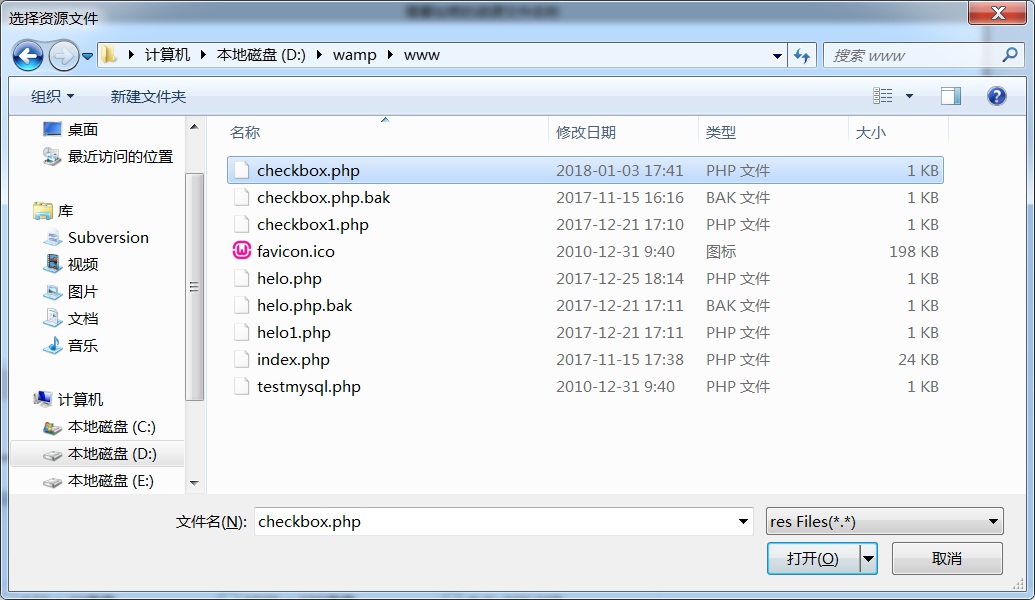 选择资源文件
计算机 本地磁盘 (D:) wamp www
搜索 www
组织 新建文件夹
桌面
最近访问的位置
库
Subversion
视频
图片
文档
音乐
计算机
本地磁盘 (C:)
本地磁盘 (D:)
本地磁盘 (E:)
名称 修改日期 类型 大小
checkbox.php 2018-01-03 17:41 PHP 文件 1 KB
checkbox.php.bak 2017-11-15 16:16 BAK 文件 1 KB
checkbox1.php 2017-12-21 17:10 PHP 文件 1 KB
favicon.ico 2010-12-31 9:40 图标 198 KB
helo.php 2017-12-25 18:14 PHP 文件 1 KB
helo.php.bak 2017-12-21 17:11 BAK 文件 1 KB
helo1.php 2017-12-21 17:11 PHP 文件 1 KB
index.php 2017-11-15 17:38 PHP 文件 24 KB
testmysql.php 2010-12-31 9:40 PHP 文件 1 KB
文件名(N): checkbox.php res Files(*.*)
打开(O) 取消